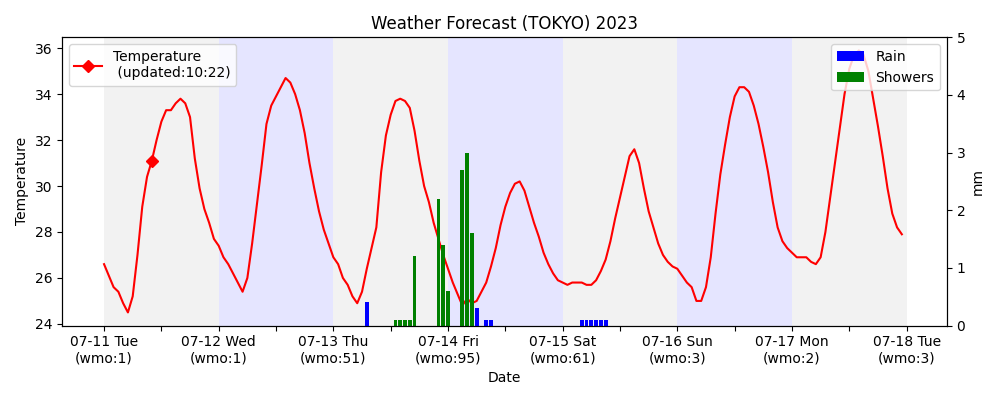 Weather Forecast (TOKYO) 2023
Temperature
(updated:10:22)
Rain
Showers
36
34
32
30
28
26
24
Temperature
5
4
3
2
1
0
mm
07-11 Tue
(wmo:1)
07-12 Wed
(wmo:1)
07-13 Thu
(wmo:51)
07-14 Fri
(wmo:95)
07-15 Sat
(wmo:61)
07-16 Sun
(wmo:3)
07-17 Mon
(wmo:2)
07-18 Tue
(wmo:3)
Date